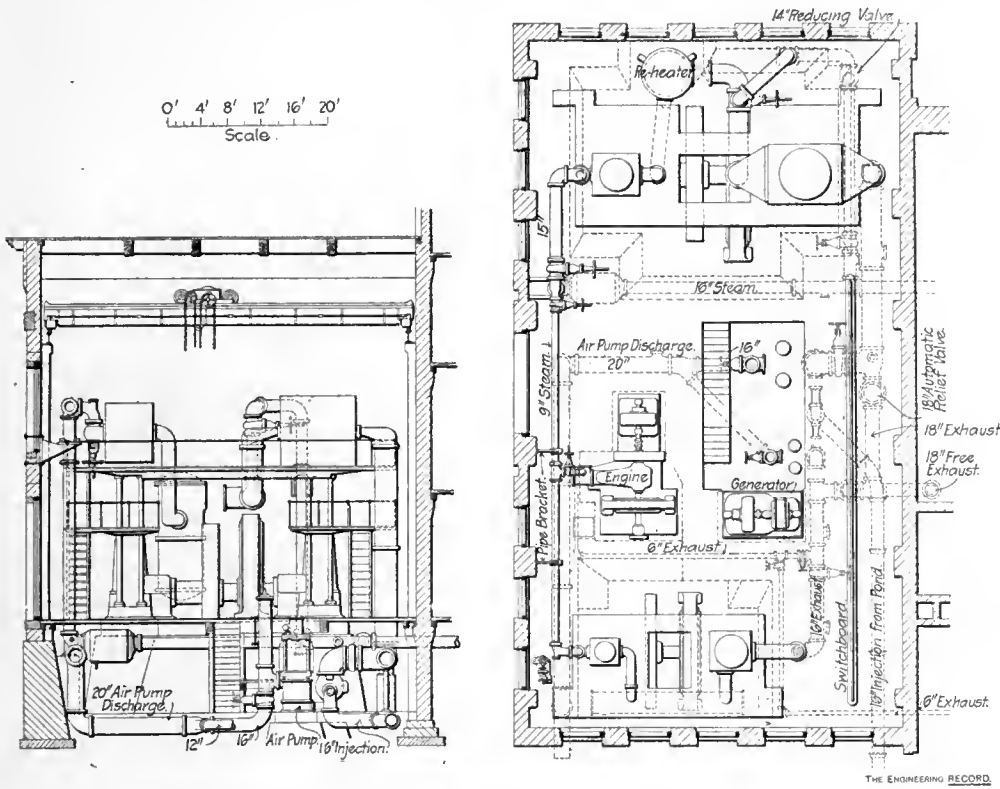 0' 4' 8' 12' 16' 20'
Scale.
20" Air Pump
Discharge.
12"
16"
Air Pump
16" Injection.
14" Reducing Valve
Re-heater
15"
16" Steam.
Air Pump Discharge.
20"
16"
9" Steam.
18" Automatic
Relief Valve
18" Exhaust
18" Free
Exhaust.
Engine
Generator
Pipe Bracket.
6" Exhaust
16" Exhaust
Switchboard
16" Injection from Pond.
6" Exhaust.
THE ENGINEERING RECORD.